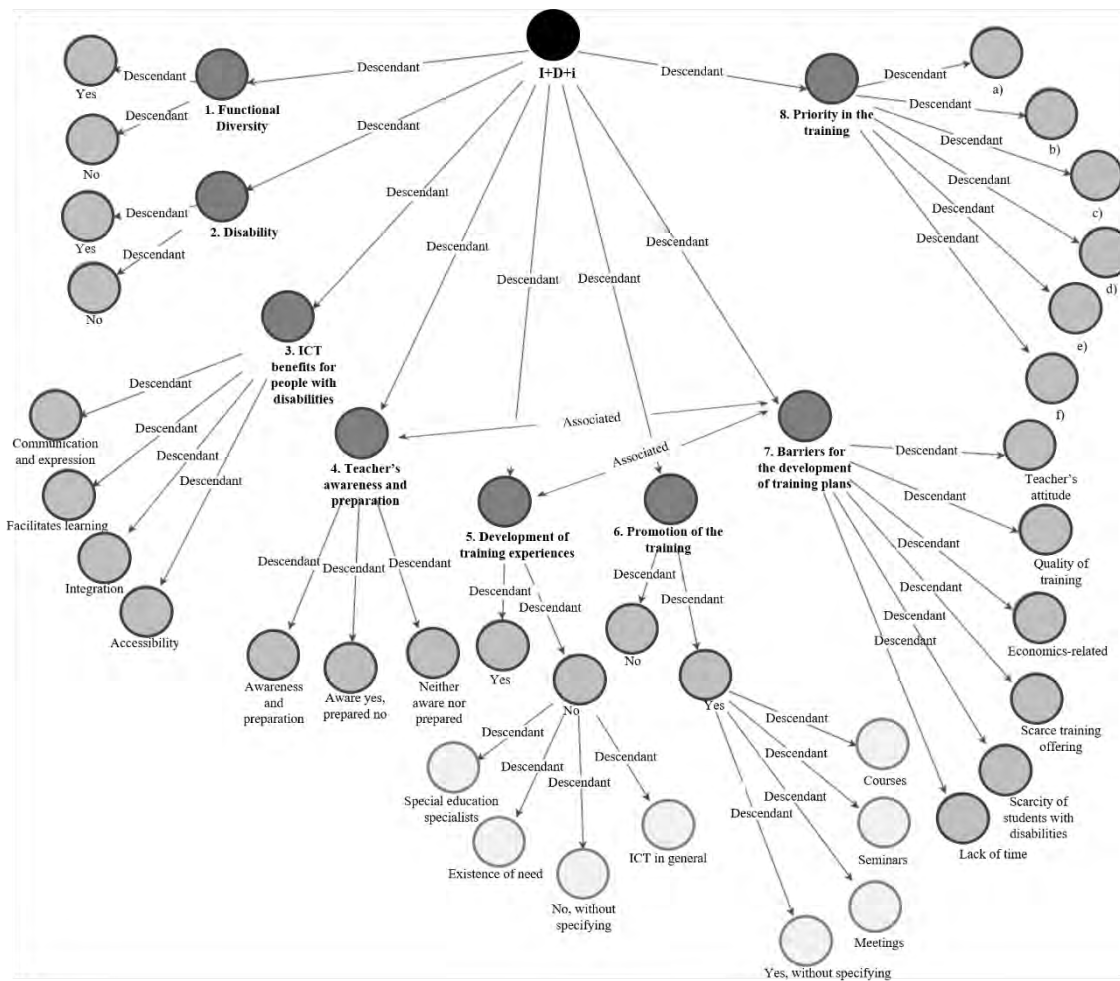 I+D+i
Descendant
Descendant
Descendant
Descendant
Descendant
Descendant
Descendant
Descendant
1. Functional
Diversity
Descendant
Yes
Descendant
No
2. Disability
Descendant
Yes
Descendant
No
3. ICT
benefits for
people with
disabilities
Descendant
Communication
and expression
Descendant
Facilitates learning
Descendant
Integration
Descendant
Accessibility
4. Teacher's
awareness and
preparation
Descendant
Awareness
and
preparation
Descendant
Aware yes,
prepared no
Descendant
Neither
aware nor
prepared
Associated
Associated
5. Development of
training experiences
Descendant
Yes
Descendant
No
Descendant
Special education
specialists
Descendant
Existence of need
Descendant
No, without
specifying
Descendant
ICT in general
6. Promotion of the
training
Descendant
No
Descendant
Yes
Descendant
Courses
Descendant
Seminars
Descendant
Meetings
Descendant
Yes, without specifying
7. Barriers for
the development
of training plans
Descendant
Teacher's
attitude
Descendant
Quality of
training
Descendant
Economics-related
Descendant
Scarce training
offering
Descendant
Scarcity of
students with
disabilities
Descendant
Lack of time
8. Priority in the
training
Descendant
a)
Descendant
b)
Descendant
c)
Descendant
d)
Descendant
e)
Descendant
f)